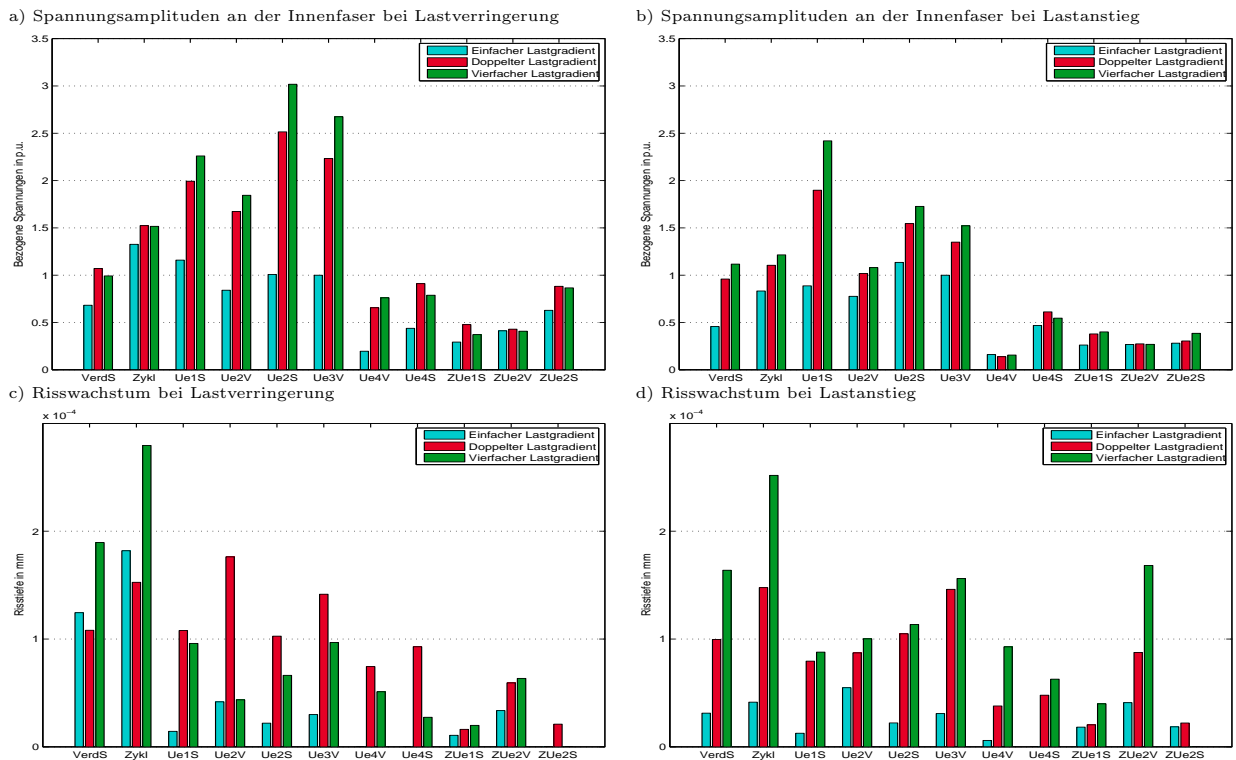 a) Spannungsamplituden an der Innenfaser bei Lastverringerung
3.5
3
2.5
2
1.5
1
0.5
0
Bezogene Spannungen in p.u.
Einfacher Lastgradient
Doppelter Lastgradient
Vierfacher Lastgradient
VerdS Zykl Ue1S Ue2V Ue2S Ue3V Ue4V Ue4S ZUe1S ZUe2V ZUe2S
b) Spannungsamplituden an der Innenfaser bei Lastanstieg
3.5
3
2.5
2
1.5
1
0.5
0
Bezogene Spannungen in p.u.
Einfacher Lastgradient
Doppelter Lastgradient
Vierfacher Lastgradient
VerdS Zykl Ue1S Ue2V Ue2S Ue3V Ue4V Ue4S ZUe1S ZUe2V ZUe2S
c) Risswachstum bei Lastverringerung
x 10⁻⁴
2
1
0
Risstiefe in mm
Einfacher Lastgradient
Doppelter Lastgradient
Vierfacher Lastgradient
VerdS Zykl Ue1S Ue2V Ue2S Ue3V Ue4V Ue4S ZUe1S ZUe2V ZUe2S
d) Risswachstum bei Lastanstieg
x 10⁻⁴
2
1
0
Risstiefe in mm
Einfacher Lastgradient
Doppelter Lastgradient
Vierfacher Lastgradient
VerdS Zykl Ue1S Ue2V Ue2S Ue3V Ue4V Ue4S ZUe1S ZUe2V ZUe2S